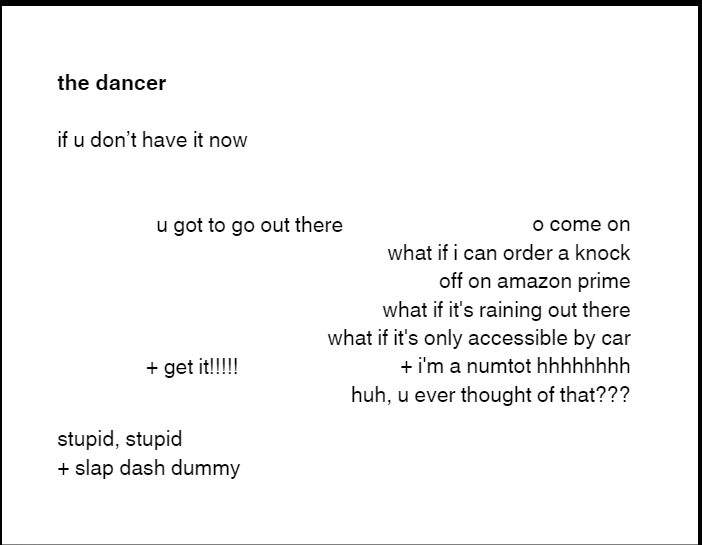 the dancer
if u don’t have it now
u got to go out there
o come on
what if i can order a knock
off on amazon prime
what if it's raining out there
what if it's only accessible by car
+ get it!!!!!
+ i'm a numtot hhhhhhhh
huh, u ever thought of that???
stupid, stupid
+ slap dash dummy